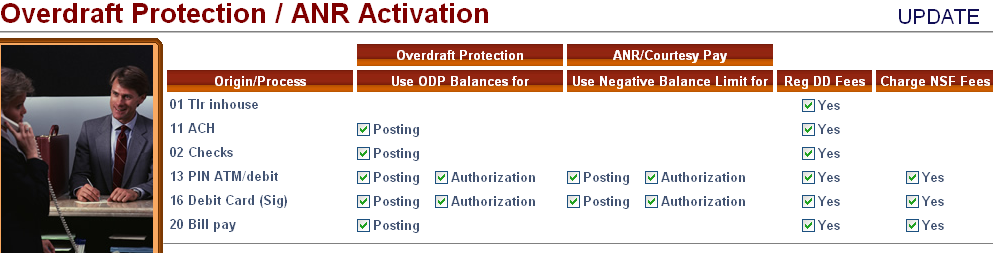 Overdraft Protection / ANR Activation UPDATE
Overdraft Protection ANR/Courtesy Pay
Origin/Process Use ODP Balances for Use Negative Balance Limit for Reg DD Fees Charge NSF Fees
01 Tlr inhouse Yes
11 ACH Posting Yes
02 Checks Posting Yes
13 PIN ATM/debit Posting Authorization Posting Authorization Yes Yes
16 Debit Card (Sig) Posting Authorization Posting Authorization Yes Yes
20 Bill pay Posting Yes Yes